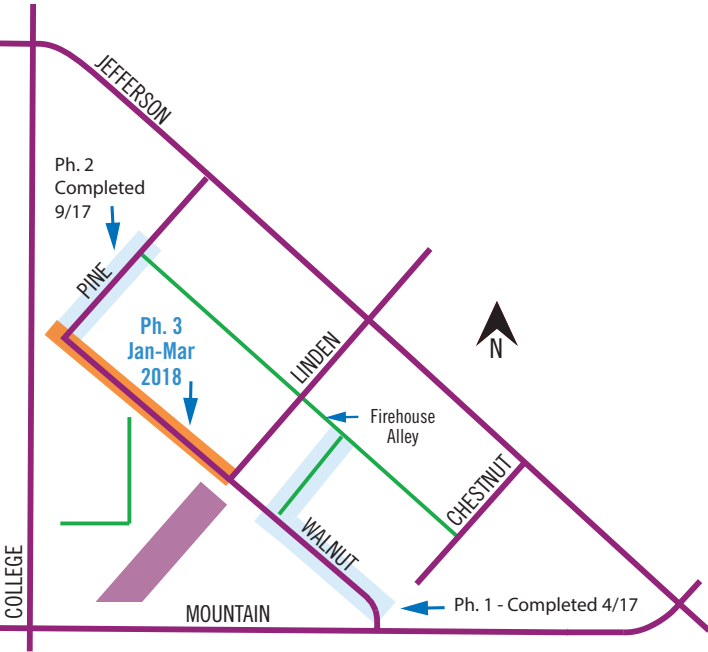 JEFFERSON
Ph. 2
Completed
9/17
PINE
Ph. 3
Jan-Mar
2018
LINDEN
N
Firehouse
Alley
CHESTNUT
WALNUT
COLLEGE
MOUNTAIN
Ph. 1 - Completed 4/17